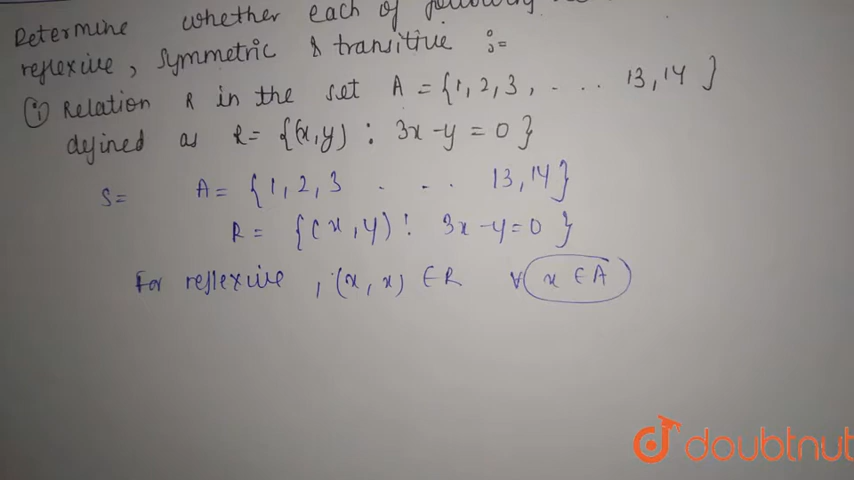 Determine whether each of following
reflexive, symmetric & transitive :=
(i) Relation R in the set A = {1, 2, 3, . . . . 13, 14}
defined as R = {(x, y) : 3x - y = 0}
S= A = {1, 2, 3 . . . 13, 14}
R = {(x, y) : 3x - y = 0}
For reflexive, (x, x) ∈ R ∀ x ∈ A
doubtnut